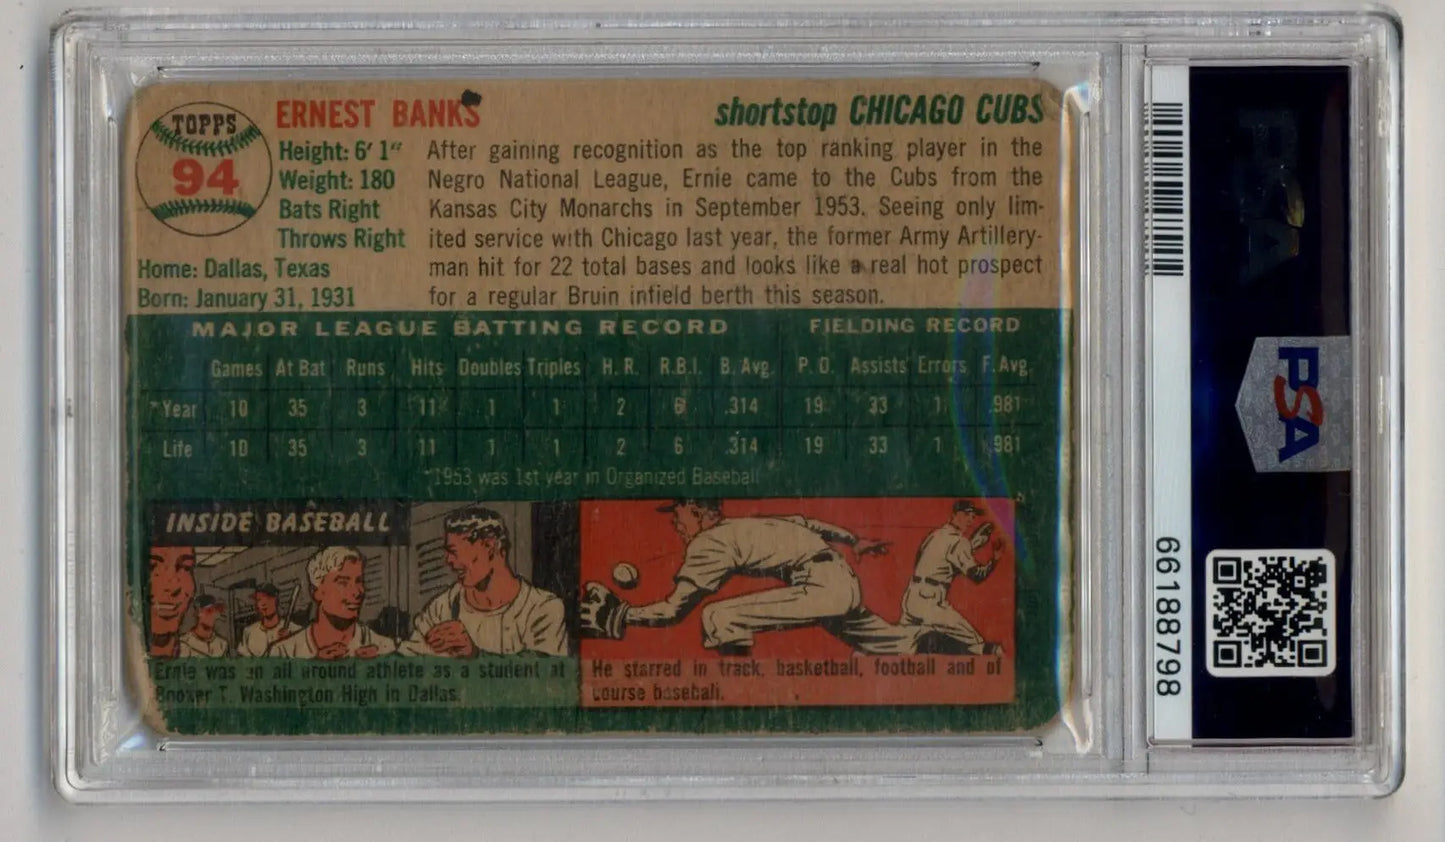 TOPPS
94
ERNEST BANKS
shortstop CHICAGO CUBS
Height: 6' 1"
Weight: 180
Bats Right
Throws Right
Home: Dallas, Texas
Born: January 31, 1931
After gaining recognition as the top ranking player in the
Negro National League, Ernie came to the Cubs from the
Kansas City Monarchs in September 1953. Seeing only lim-
ited service with Chicago last year, the former Army Artillery-
man hit for 22 total bases and looks like a real hot prospect
for a regular Bruin infield berth this season.
MAJOR LEAGUE BATTING RECORD FIELDING RECORD
Games At Bat Runs Hits Doubles Triples H. R. R.B.I. B. Avg. P. O. Assists Errors F. Avg.
*Year 10 35 3 11 1 1 2 6 .314 19 33 1 .981
Life 10 35 3 11 1 1 2 6 .314 19 33 1 .981
*1953 was 1st year in Organized Baseball
INSIDE BASEBALL
Ernie was an all around athlete as a student at
Booker T. Washington High in Dallas.
He starred in track, basketball, football and of
course baseball.
PSA
66188798